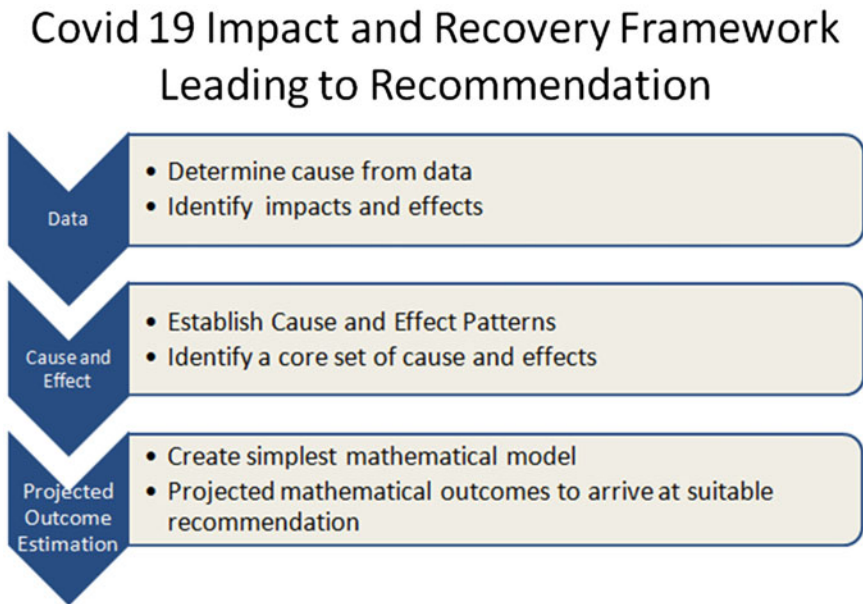 Covid 19 Impact and Recovery Framework
Leading to Recommendation
Data
• Determine cause from data
• Identify impacts and effects
Cause and
Effect
• Establish Cause and Effect Patterns
• Identify a core set of cause and effects
Projected
Outcome
Estimation
• Create simplest mathematical model
• Projected mathematical outcomes to arrive at suitable
recommendation